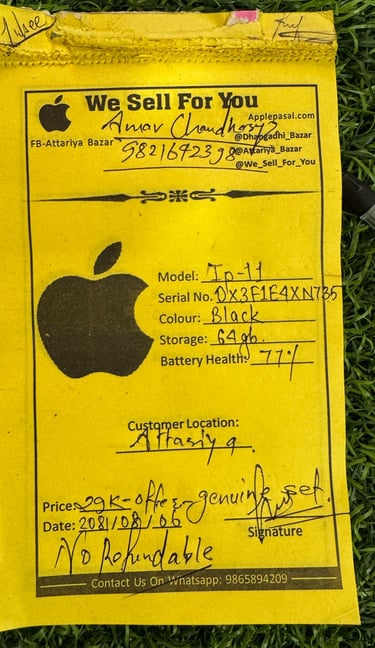 We Sell For You
Applepasal.com
Amar Chaudhary
@Dhangadhi_Bazar
FB-Attariya Bazar
9821642398
@Attariya_Bazar
@We_Sell_For_You
Model: Ip-11
Serial No. DX3F1E4XN735
Colour: Black
Storage: 64gb.
Battery Health: 77%
Customer Location:
Attariya.
Price: 29K-offer-genuine set.
Date: 2081/08/06
Signature
No Refundable
Contact Us On Whatsapp: 9865894209